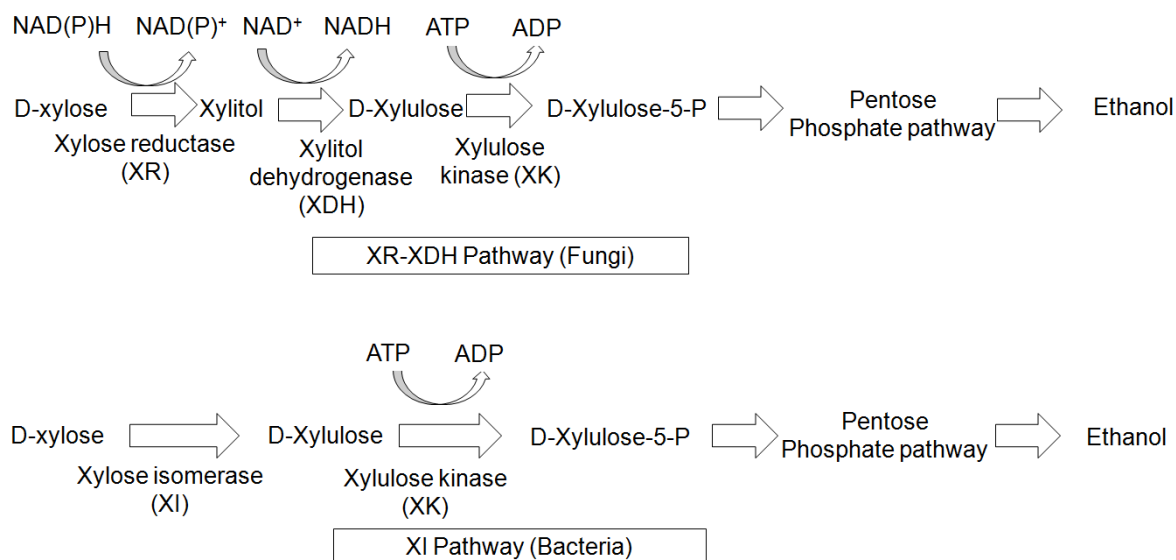 NAD(P)H NAD(P)⁺ NAD⁺ NADH ATP ADP
D-xylose Xylitol D-Xylulose D-Xylulose-5-P Pentose
Phosphate pathway Ethanol
Xylose reductase
(XR)
Xylitol
dehydrogenase
(XDH)
Xylulose
kinase (XK)
XR-XDH Pathway (Fungi)
ATP ADP
D-xylose D-Xylulose D-Xylulose-5-P Pentose
Phosphate pathway Ethanol
Xylose isomerase
(XI)
Xylulose kinase
(XK)
XI Pathway (Bacteria)